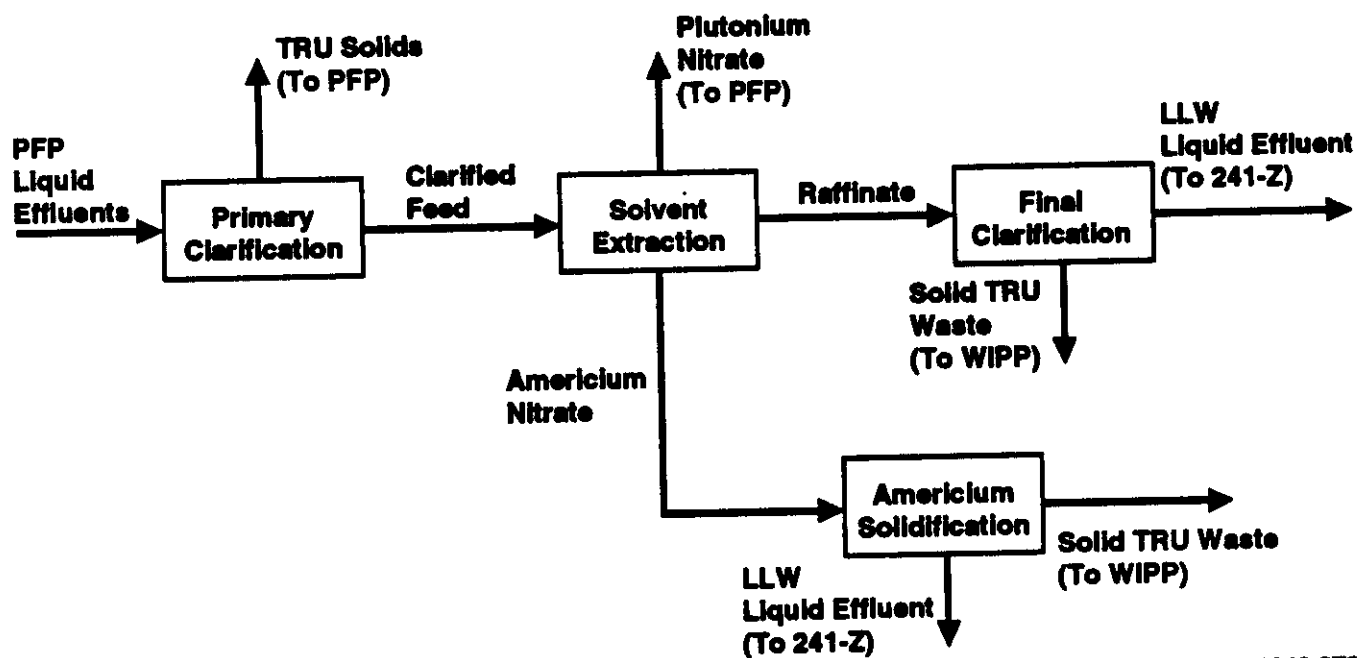 TRU Solids
(To PFP)
Plutonium
Nitrate
(To PFP)
LLW
Liquid Effluent
(To 241-Z)
PFP
Liquid
Effluents
Primary
Clarification
Clarified
Feed
Solvent
Extraction
Raffinate
Final
Clarification
Solid TRU
Waste
(To WIPP)
Americium
Nitrate
Americium
Solidification
Solid TRU Waste
(To WIPP)
LLW
Liquid Effluent
(To 241-Z)